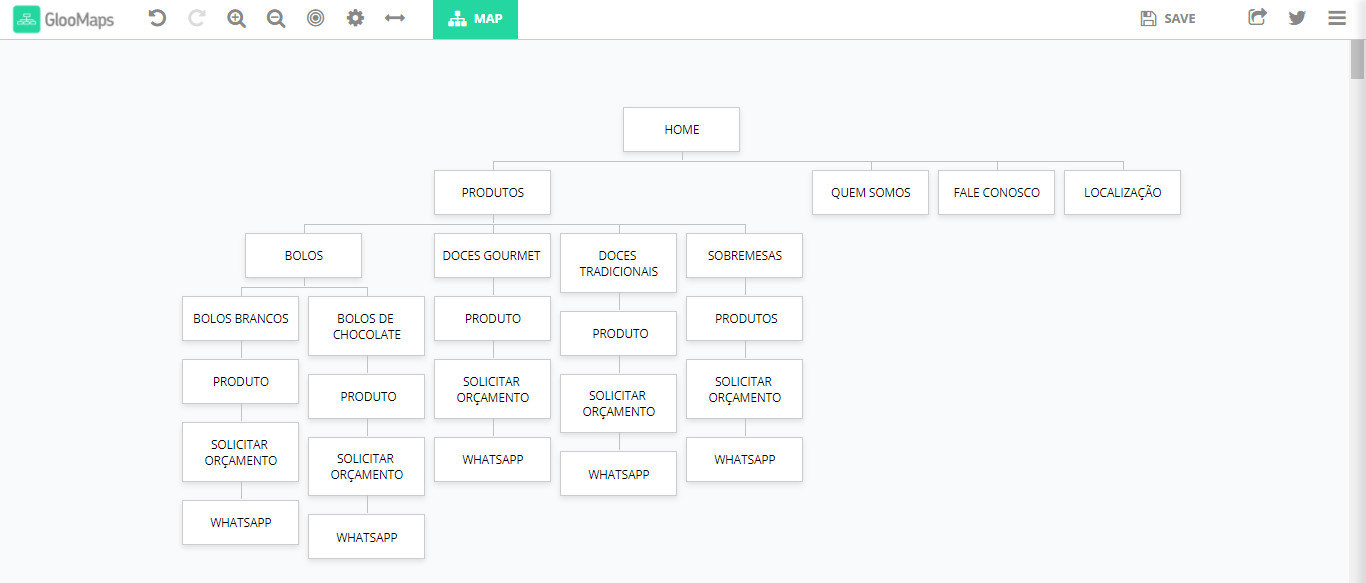 GlooMaps
MAP
SAVE
HOME
PRODUTOS
QUEM SOMOS
FALE CONOSCO
LOCALIZAÇÃO
BOLOS
DOCES GOURMET
DOCES
TRADICIONAIS
SOBREMESAS
BOLOS BRANCOS
BOLOS DE
CHOCOLATE
PRODUTO
PRODUTO
PRODUTOS
PRODUTO
PRODUTO
SOLICITAR
ORÇAMENTO
SOLICITAR
ORÇAMENTO
SOLICITAR
ORÇAMENTO
SOLICITAR
ORÇAMENTO
SOLICITAR
ORÇAMENTO
WHATSAPP
WHATSAPP
WHATSAPP
WHATSAPP
WHATSAPP